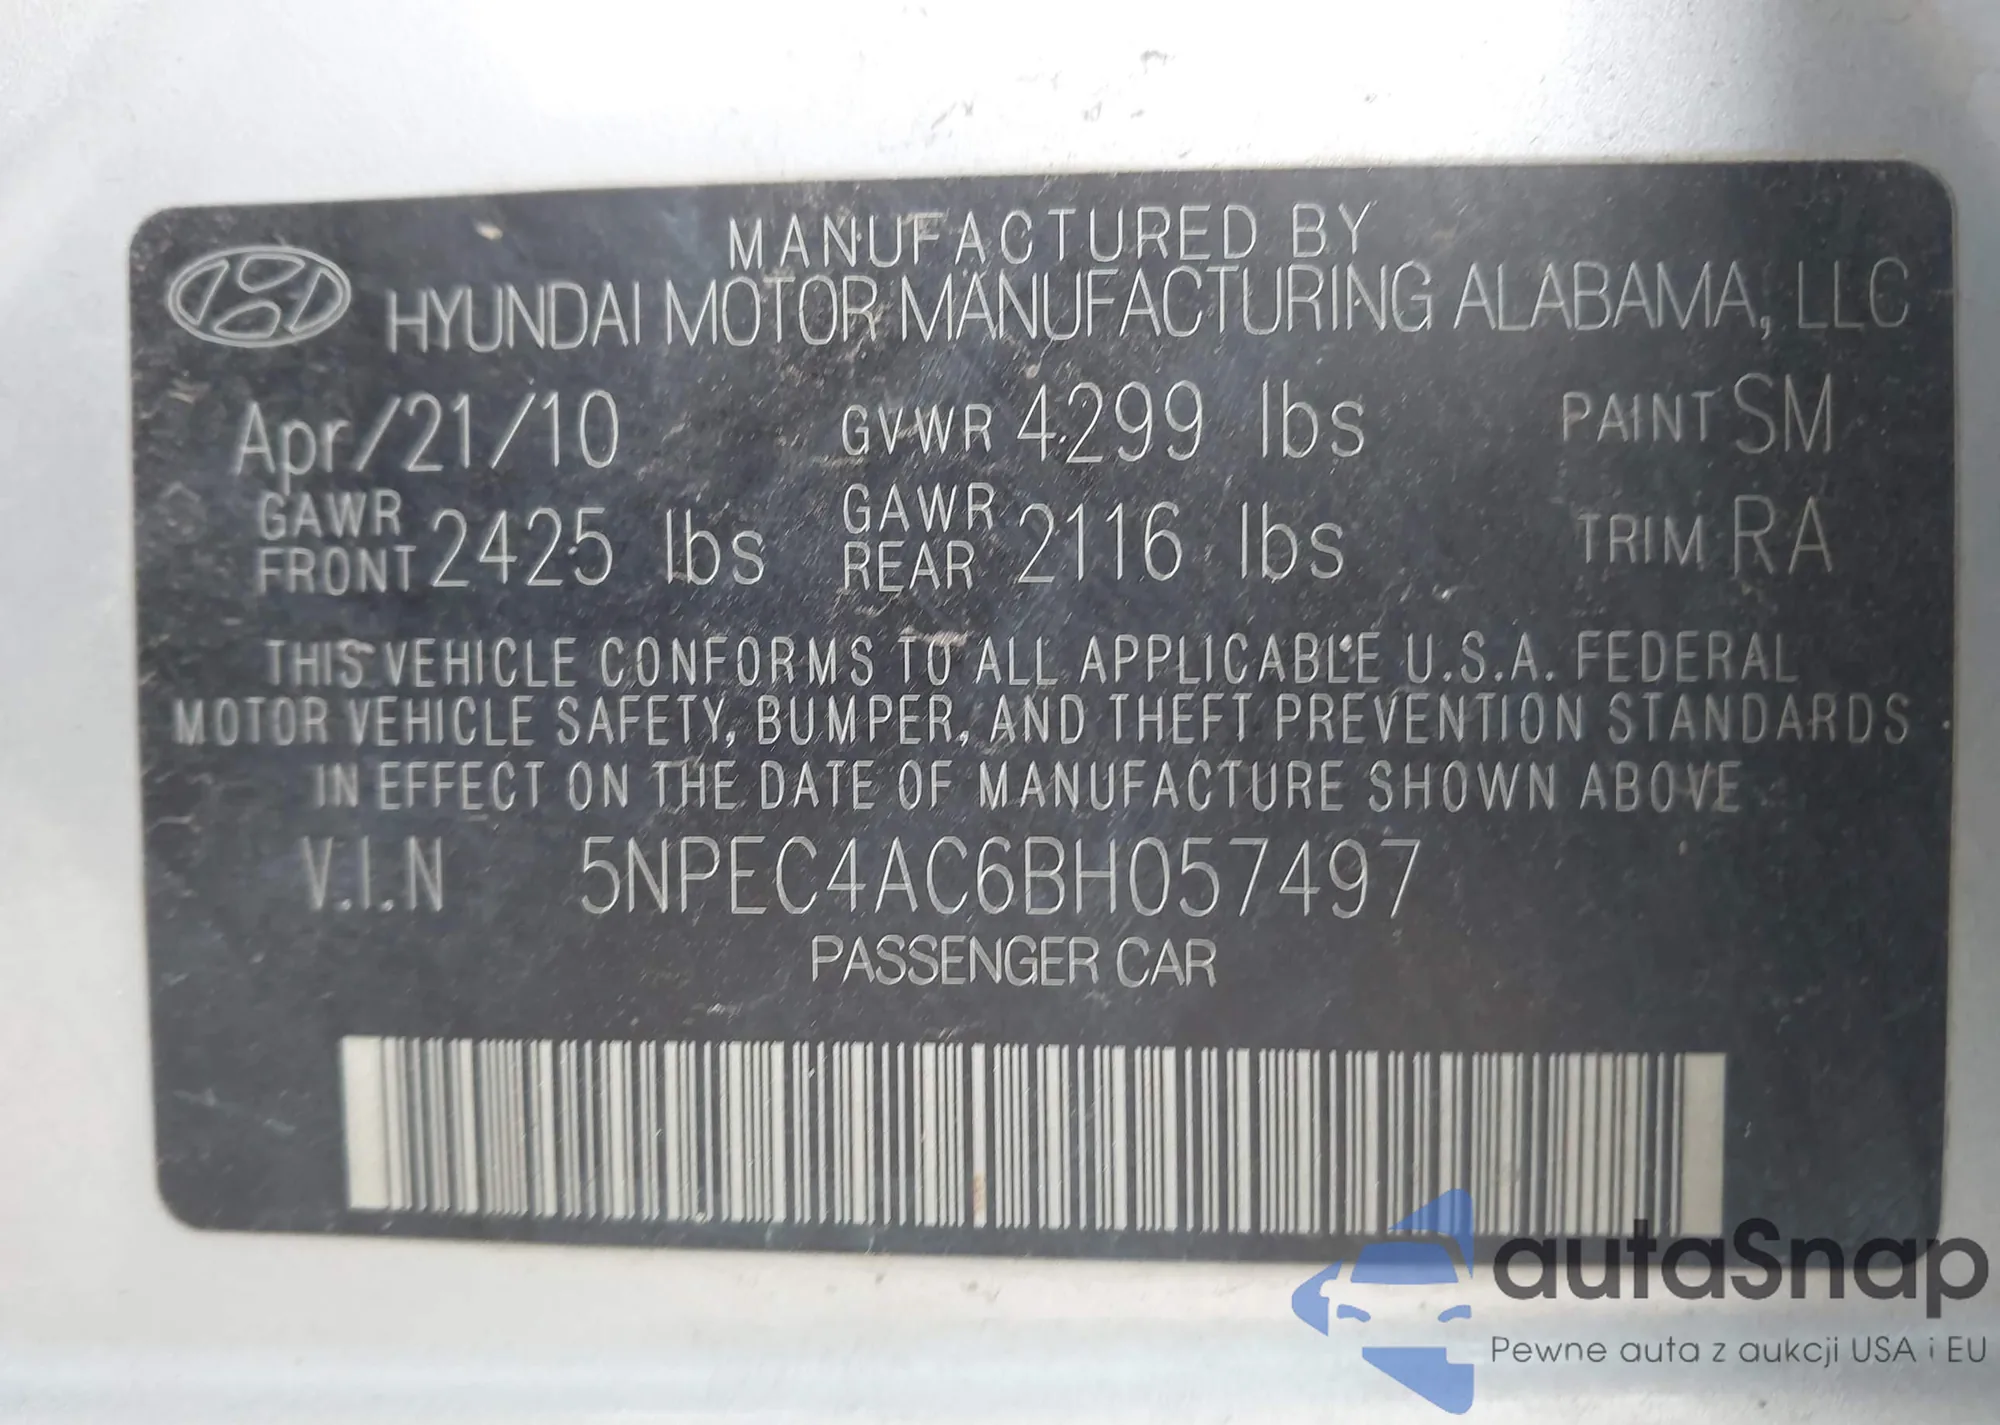 MANUFACTURED BY
HYUNDAI MOTOR MANUFACTURING ALABAMA, LLC
Apr/21/10 GVWR 4299 lbs PAINT SM
GAWR FRONT 2425 lbs GAWR REAR 2116 lbs TRIM RA
THIS VEHICLE CONFORMS TO ALL APPLICABLE U.S.A. FEDERAL
MOTOR VEHICLE SAFETY, BUMPER, AND THEFT PREVENTION STANDARDS
IN EFFECT ON THE DATE OF MANUFACTURE SHOWN ABOVE
V.I.N 5NPEC4AC6BH057497
PASSENGER CAR
autaSnap
Pewne auta z aukcji USA i EU